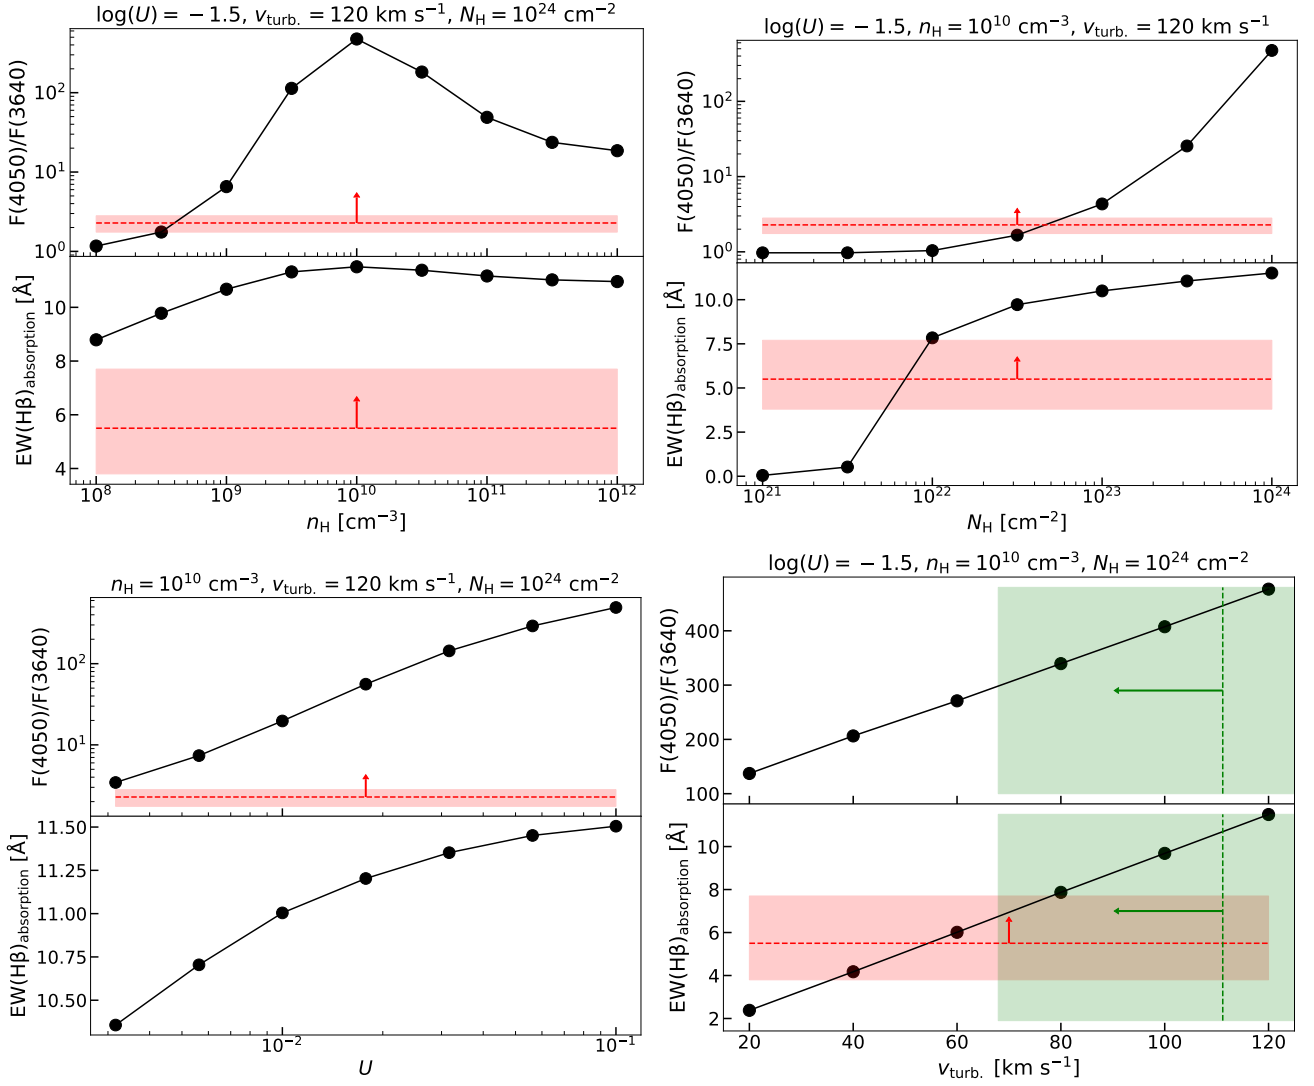 log(U) = −1.5, v_turb. = 120 km s⁻¹, N_H = 10²⁴ cm⁻²
F(4050)/F(3640)
10²
10¹
10⁰
EW(Hβ)_absorption [Å]
10
8
6
4
10⁸ 10⁹ 10¹⁰ 10¹¹ 10¹²
n_H [cm⁻³]
log(U) = −1.5, n_H = 10¹⁰ cm⁻³, v_turb. = 120 km s⁻¹
F(4050)/F(3640)
10²
10¹
10⁰
EW(Hβ)_absorption [Å]
10.0
7.5
5.0
2.5
0.0
10²¹ 10²² 10²³ 10²⁴
N_H [cm⁻²]
n_H = 10¹⁰ cm⁻³, v_turb. = 120 km s⁻¹, N_H = 10²⁴ cm⁻²
F(4050)/F(3640)
10²
10¹
EW(Hβ)_absorption [Å]
11.50
11.25
11.00
10.75
10.50
10⁻² 10⁻¹
U
log(U) = −1.5, n_H = 10¹⁰ cm⁻³, N_H = 10²⁴ cm⁻²
F(4050)/F(3640)
400
300
200
100
EW(Hβ)_absorption [Å]
10
8
6
4
2
20 40 60 80 100 120
v_turb. [km s⁻¹]